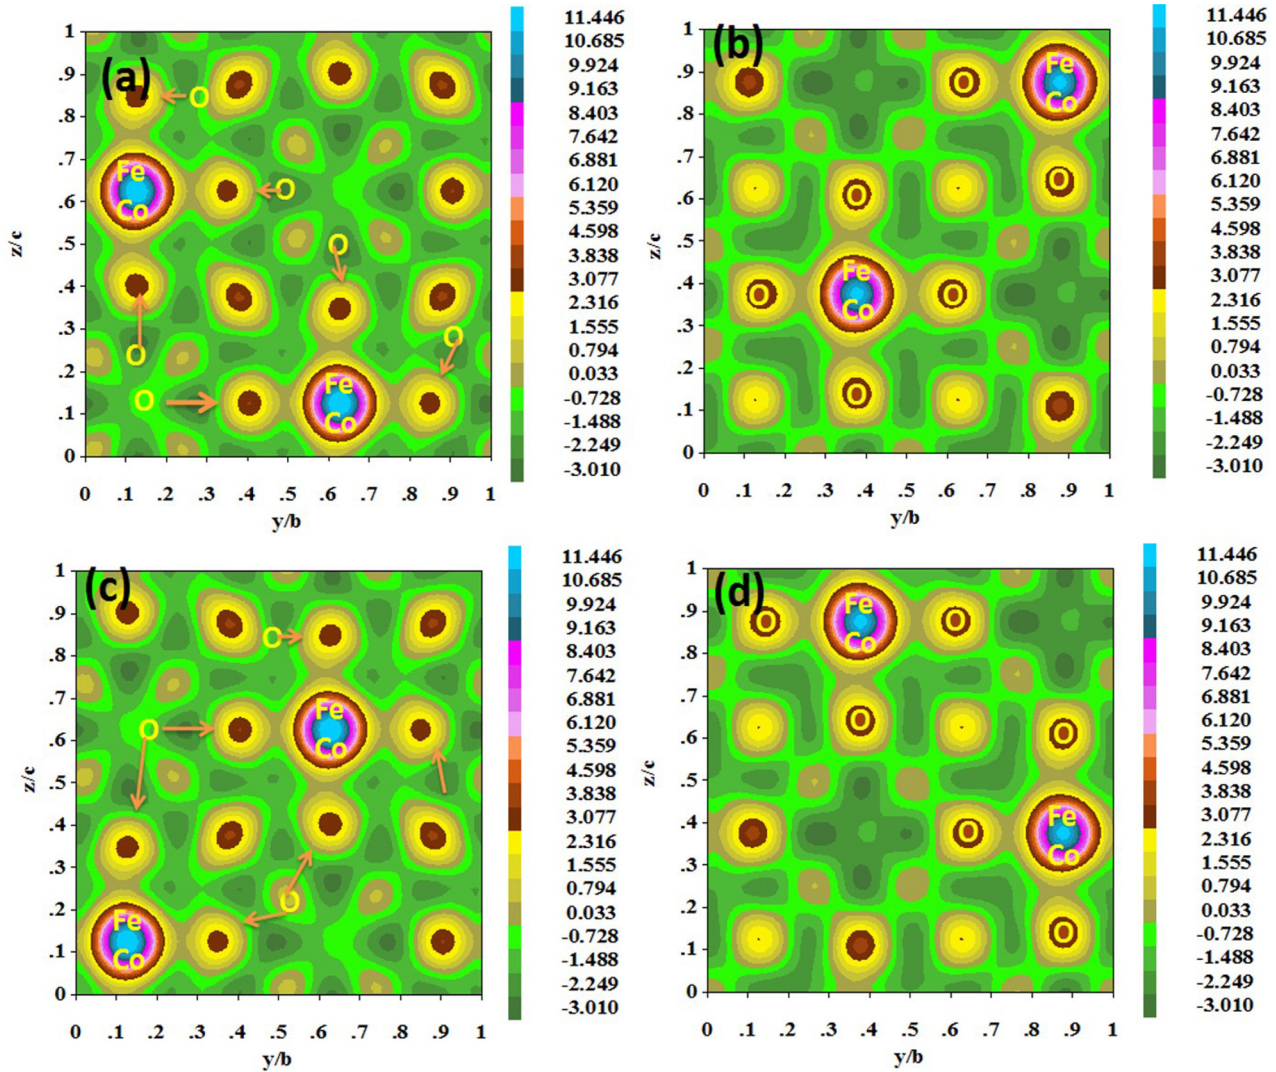 (a)
1
.9
.8
.7
.6
.5
.4
.3
.2
.1
0
z/c
0 .1 .2 .3 .4 .5 .6 .7 .8 .9 1
y/b
O
Fe
Co
O
O
O
O
O
Fe
Co
11.446
10.685
9.924
9.163
8.403
7.642
6.881
6.120
5.359
4.598
3.838
3.077
2.316
1.555
0.794
0.033
-0.728
-1.488
-2.249
-3.010
(b)
1
.9
.8
.7
.6
.5
.4
.3
.2
.1
0
z/c
0 .1 .2 .3 .4 .5 .6 .7 .8 .9 1
y/b
O
Fe
Co
O
O
O
Fe
Co
O
O
11.446
10.685
9.924
9.163
8.403
7.642
6.881
6.120
5.359
4.598
3.838
3.077
2.316
1.555
0.794
0.033
-0.728
-1.488
-2.249
-3.010
(c)
1
.9
.8
.7
.6
.5
.4
.3
.2
.1
0
z/c
0 .1 .2 .3 .4 .5 .6 .7 .8 .9 1
y/b
O
O
Fe
Co
O
Fe
Co
11.446
10.685
9.924
9.163
8.403
7.642
6.881
6.120
5.359
4.598
3.838
3.077
2.316
1.555
0.794
0.033
-0.728
-1.488
-2.249
-3.010
(d)
1
.9
.8
.7
.6
.5
.4
.3
.2
.1
0
z/c
0 .1 .2 .3 .4 .5 .6 .7 .8 .9 1
y/b
O
Fe
Co
O
O
O
O
Fe
Co
O
11.446
10.685
9.924
9.163
8.403
7.642
6.881
6.120
5.359
4.598
3.838
3.077
2.316
1.555
0.794
0.033
-0.728
-1.488
-2.249
-3.010